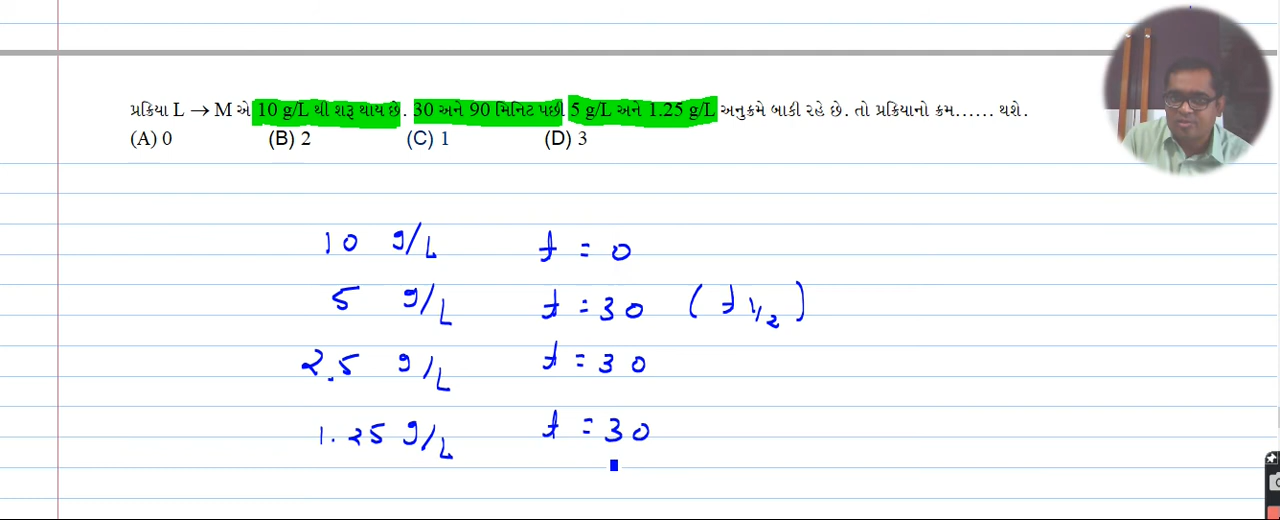 પ્રક્રિયા L → M એ 10 g/L થી શરૂ થાય છે. 30 અને 90 મિનિટ પછી 5 g/L અને 1.25 g/L અનુક્રમે બાકી રહે છે. તો પ્રક્રિયાનો ક્રમ...... થશે.
(A) 0 (B) 2 (C) 1 (D) 3
10 g/L t = 0
5 g/L t = 30 ( t 1/2 )
2.5 g/L t = 30
1.25 g/L t = 30